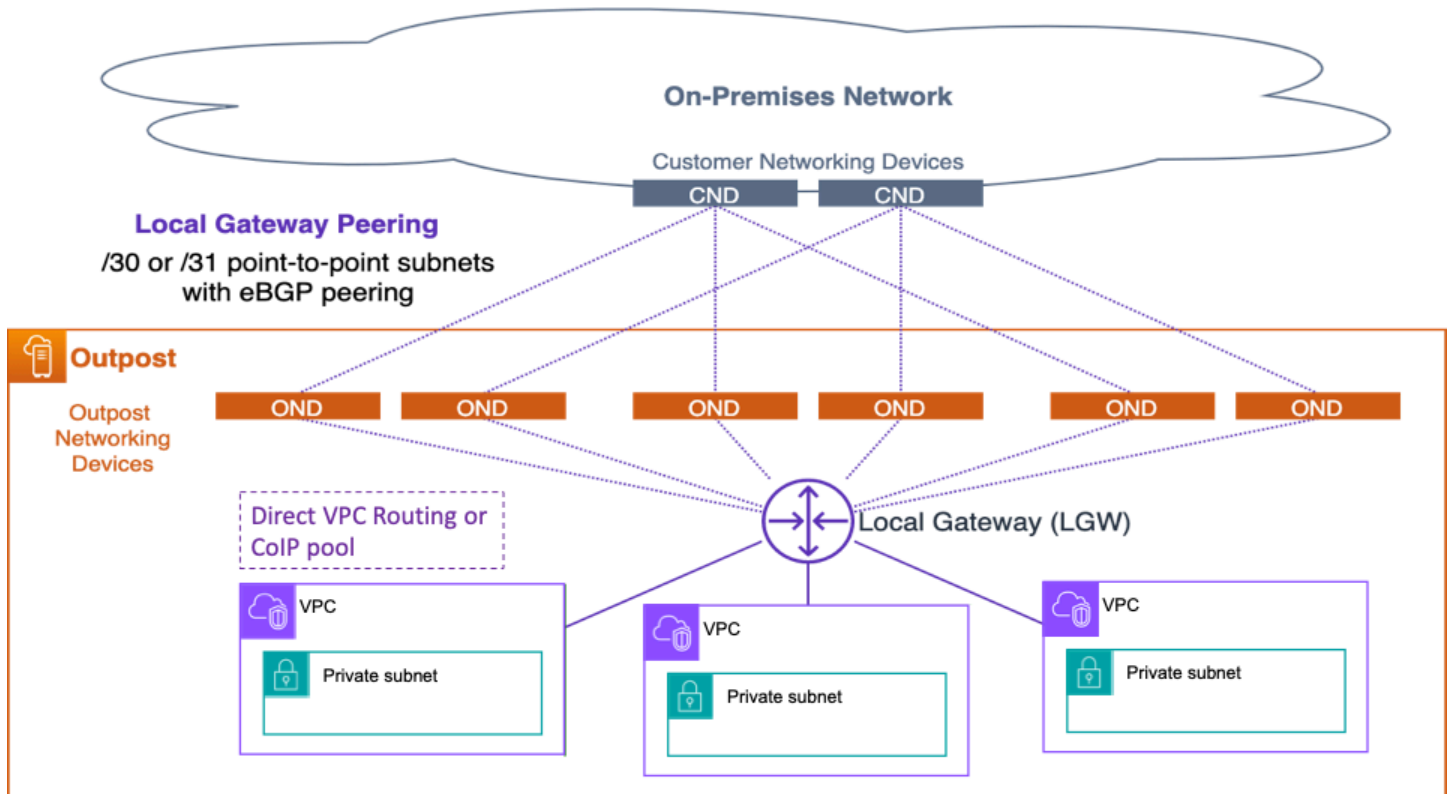 On-Premises Network
Customer Networking Devices
CND
CND
Local Gateway Peering
/30 or /31 point-to-point subnets
with eBGP peering
Outpost
Outpost
Networking
Devices
OND
OND
OND
OND
OND
OND
Direct VPC Routing or
CoIP pool
Local Gateway (LGW)
VPC
Private subnet
VPC
Private subnet
VPC
Private subnet